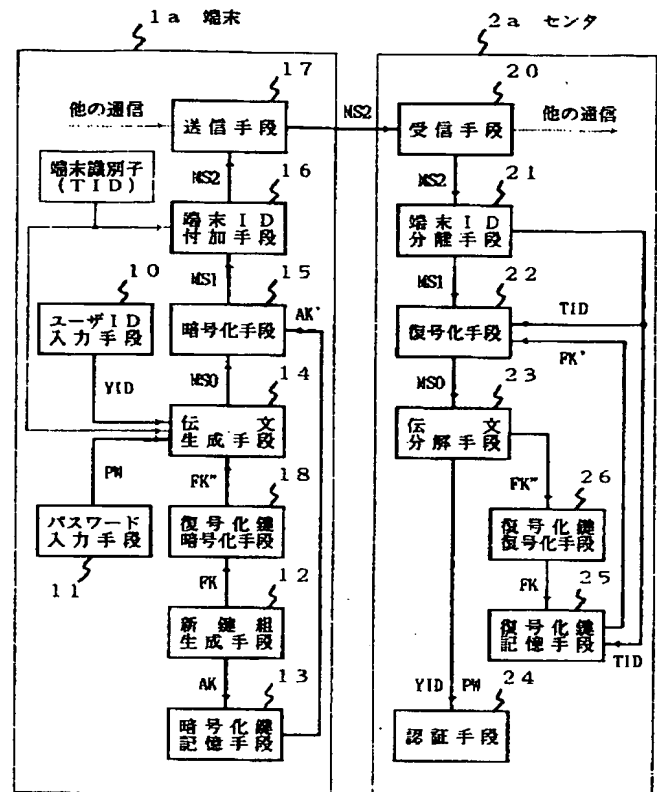 1a 端末
2a センタ
17
20
他の通信
送信手段
MS2
受信手段
他の通信
端末識別子
(TID)
MS2
16
MS2
21
端末ID
付加手段
端末ID
分離手段
10
MS1
15
MS1
22
ユーザID
入力手段
暗号化手段
AK'
復号化手段
TID
FK'
YID
MS0
14
MS0
23
伝文
生成手段
伝文
分解手段
PW
FK"
18
FK"
26
パスワード
入力手段
復号化鍵
暗号化手段
復号化鍵
復号化手段
11
FK
12
FK
25
新鍵組
生成手段
復号化鍵
記憶手段
AK
13
YID
PW
24
TID
暗号化鍵
記憶手段
認証手段